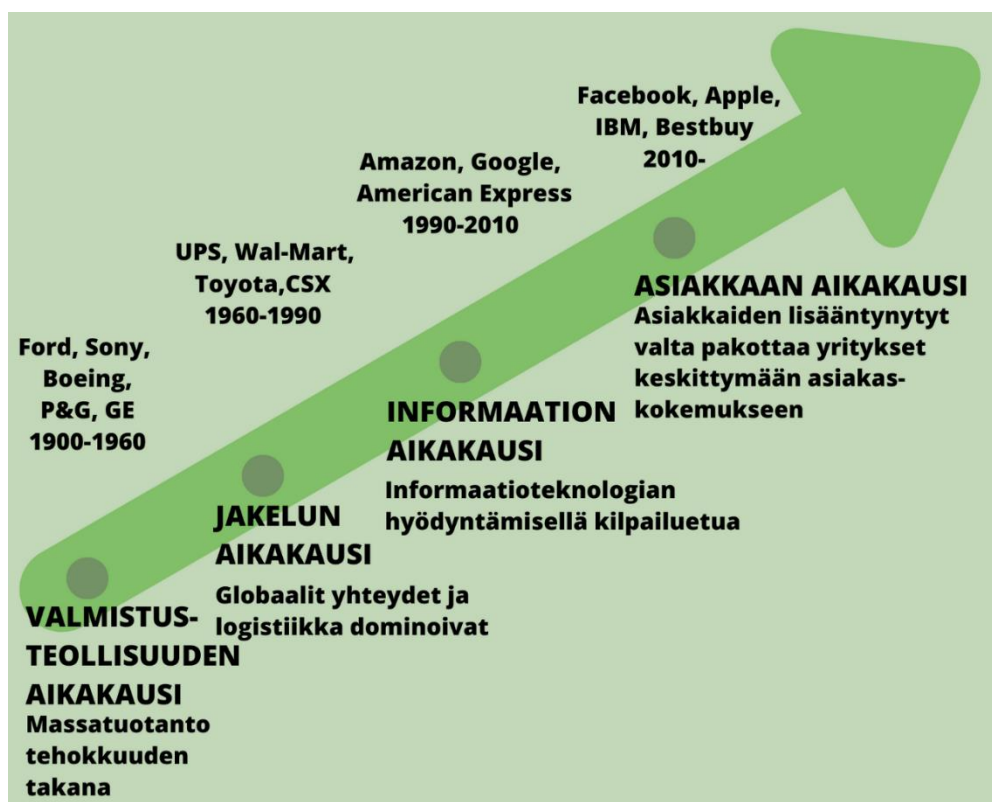 Facebook, Apple,
IBM, Bestbuy
2010-
Amazon, Google,
American Express
1990-2010
UPS, Wal-Mart,
Toyota,CSX
1960-1990
Ford, Sony,
Boeing,
P&G, GE
1900-1960
ASIAKKAAN AIKAKAUSI
Asiakkaiden lisääntynytyt
valta pakottaa yritykset
keskittymään asiakas-
kokemukseen
INFORMAATION
AIKAKAUSI
Informaatioteknologian
hyödyntämisellä kilpailuetua
JAKELUN
AIKAKAUSI
Globaalit yhteydet ja
logistiikka dominoivat
VALMISTUS-
TEOLLISUUDEN
AIKAKAUSI
Massatuotanto
tehokkuuden
takana